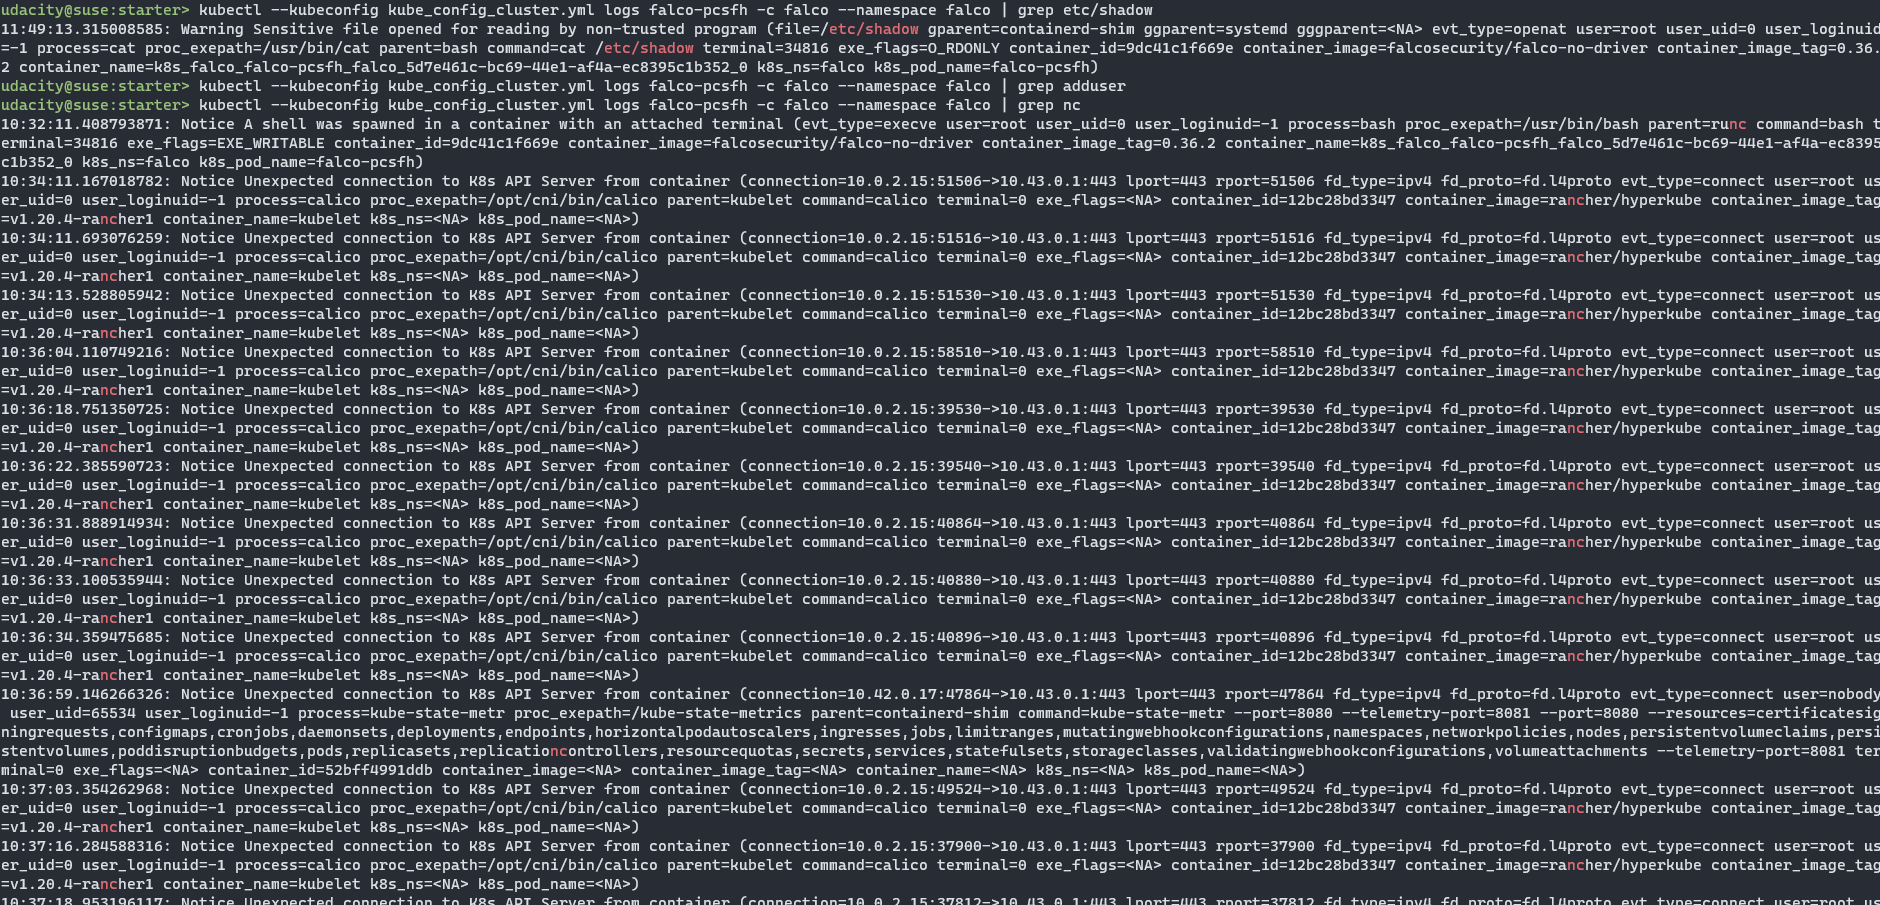 udacity@suse:starter> kubectl --kubeconfig kube_config_cluster.yml logs falco-pcsfh -c falco --namespace falco | grep etc/shadow
11:49:13.315008585: Warning Sensitive file opened for reading by non-trusted program (file=/etc/shadow gparent=containerd-shim ggparent=systemd gggparent=<NA> evt_type=openat user=root user_uid=0 user_loginuid
=-1 process=cat proc_exepath=/usr/bin/cat parent=bash command=cat /etc/shadow terminal=34816 exe_flags=O_RDONLY container_id=9dc41c1f669e container_image=falcosecurity/falco-no-driver container_image_tag=0.36.
2 container_name=k8s_falco_falco-pcsfh_falco_5d7e461c-bc69-44e1-af4a-ec8395c1b352_0 k8s_ns=falco k8s_pod_name=falco-pcsfh)
udacity@suse:starter> kubectl --kubeconfig kube_config_cluster.yml logs falco-pcsfh -c falco --namespace falco | grep adduser
udacity@suse:starter> kubectl --kubeconfig kube_config_cluster.yml logs falco-pcsfh -c falco --namespace falco | grep nc
10:32:11.408793871: Notice A shell was spawned in a container with an attached terminal (evt_type=execve user=root user_uid=0 user_loginuid=-1 process=bash proc_exepath=/usr/bin/bash parent=runc command=bash t
erminal=34816 exe_flags=EXE_WRITABLE container_id=9dc41c1f669e container_image=falcosecurity/falco-no-driver container_image_tag=0.36.2 container_name=k8s_falco_falco-pcsfh_falco_5d7e461c-bc69-44e1-af4a-ec8395
c1b352_0 k8s_ns=falco k8s_pod_name=falco-pcsfh)
10:34:11.167018782: Notice Unexpected connection to K8s API Server from container (connection=10.0.2.15:51506->10.43.0.1:443 lport=443 rport=51506 fd_type=ipv4 fd_proto=fd.l4proto evt_type=connect user=root us
er_uid=0 user_loginuid=-1 process=calico proc_exepath=/opt/cni/bin/calico parent=kubelet command=calico terminal=0 exe_flags=<NA> container_id=12bc28bd3347 container_image=rancher/hyperkube container_image_tag
=v1.20.4-rancher1 container_name=kubelet k8s_ns=<NA> k8s_pod_name=<NA>)
10:34:11.693076259: Notice Unexpected connection to K8s API Server from container (connection=10.0.2.15:51516->10.43.0.1:443 lport=443 rport=51516 fd_type=ipv4 fd_proto=fd.l4proto evt_type=connect user=root us
er_uid=0 user_loginuid=-1 process=calico proc_exepath=/opt/cni/bin/calico parent=kubelet command=calico terminal=0 exe_flags=<NA> container_id=12bc28bd3347 container_image=rancher/hyperkube container_image_tag
=v1.20.4-rancher1 container_name=kubelet k8s_ns=<NA> k8s_pod_name=<NA>)
10:34:13.528805942: Notice Unexpected connection to K8s API Server from container (connection=10.0.2.15:51530->10.43.0.1:443 lport=443 rport=51530 fd_type=ipv4 fd_proto=fd.l4proto evt_type=connect user=root us
er_uid=0 user_loginuid=-1 process=calico proc_exepath=/opt/cni/bin/calico parent=kubelet command=calico terminal=0 exe_flags=<NA> container_id=12bc28bd3347 container_image=rancher/hyperkube container_image_tag
=v1.20.4-rancher1 container_name=kubelet k8s_ns=<NA> k8s_pod_name=<NA>)
10:36:04.110749216: Notice Unexpected connection to K8s API Server from container (connection=10.0.2.15:58510->10.43.0.1:443 lport=443 rport=58510 fd_type=ipv4 fd_proto=fd.l4proto evt_type=connect user=root us
er_uid=0 user_loginuid=-1 process=calico proc_exepath=/opt/cni/bin/calico parent=kubelet command=calico terminal=0 exe_flags=<NA> container_id=12bc28bd3347 container_image=rancher/hyperkube container_image_tag
=v1.20.4-rancher1 container_name=kubelet k8s_ns=<NA> k8s_pod_name=<NA>)
10:36:18.751350725: Notice Unexpected connection to K8s API Server from container (connection=10.0.2.15:39530->10.43.0.1:443 lport=443 rport=39530 fd_type=ipv4 fd_proto=fd.l4proto evt_type=connect user=root us
er_uid=0 user_loginuid=-1 process=calico proc_exepath=/opt/cni/bin/calico parent=kubelet command=calico terminal=0 exe_flags=<NA> container_id=12bc28bd3347 container_image=rancher/hyperkube container_image_tag
=v1.20.4-rancher1 container_name=kubelet k8s_ns=<NA> k8s_pod_name=<NA>)
10:36:22.385590723: Notice Unexpected connection to K8s API Server from container (connection=10.0.2.15:39540->10.43.0.1:443 lport=443 rport=39540 fd_type=ipv4 fd_proto=fd.l4proto evt_type=connect user=root us
er_uid=0 user_loginuid=-1 process=calico proc_exepath=/opt/cni/bin/calico parent=kubelet command=calico terminal=0 exe_flags=<NA> container_id=12bc28bd3347 container_image=rancher/hyperkube container_image_tag
=v1.20.4-rancher1 container_name=kubelet k8s_ns=<NA> k8s_pod_name=<NA>)
10:36:31.888914934: Notice Unexpected connection to K8s API Server from container (connection=10.0.2.15:40864->10.43.0.1:443 lport=443 rport=40864 fd_type=ipv4 fd_proto=fd.l4proto evt_type=connect user=root us
er_uid=0 user_loginuid=-1 process=calico proc_exepath=/opt/cni/bin/calico parent=kubelet command=calico terminal=0 exe_flags=<NA> container_id=12bc28bd3347 container_image=rancher/hyperkube container_image_tag
=v1.20.4-rancher1 container_name=kubelet k8s_ns=<NA> k8s_pod_name=<NA>)
10:36:33.100535944: Notice Unexpected connection to K8s API Server from container (connection=10.0.2.15:40880->10.43.0.1:443 lport=443 rport=40880 fd_type=ipv4 fd_proto=fd.l4proto evt_type=connect user=root us
er_uid=0 user_loginuid=-1 process=calico proc_exepath=/opt/cni/bin/calico parent=kubelet command=calico terminal=0 exe_flags=<NA> container_id=12bc28bd3347 container_image=rancher/hyperkube container_image_tag
=v1.20.4-rancher1 container_name=kubelet k8s_ns=<NA> k8s_pod_name=<NA>)
10:36:34.359475685: Notice Unexpected connection to K8s API Server from container (connection=10.0.2.15:40896->10.43.0.1:443 lport=443 rport=40896 fd_type=ipv4 fd_proto=fd.l4proto evt_type=connect user=root us
er_uid=0 user_loginuid=-1 process=calico proc_exepath=/opt/cni/bin/calico parent=kubelet command=calico terminal=0 exe_flags=<NA> container_id=12bc28bd3347 container_image=rancher/hyperkube container_image_tag
=v1.20.4-rancher1 container_name=kubelet k8s_ns=<NA> k8s_pod_name=<NA>)
10:36:59.146266326: Notice Unexpected connection to K8s API Server from container (connection=10.42.0.17:47864->10.43.0.1:443 lport=443 rport=47864 fd_type=ipv4 fd_proto=fd.l4proto evt_type=connect user=nobody
user_uid=65534 user_loginuid=-1 process=kube-state-metr proc_exepath=/kube-state-metrics parent=containerd-shim command=kube-state-metr --port=8080 --telemetry-port=8081 --port=8080 --resources=certificatesig
ningrequests,configmaps,cronjobs,daemonsets,deployments,endpoints,horizontalpodautoscalers,ingresses,jobs,limitranges,mutatingwebhookconfigurations,namespaces,networkpolicies,nodes,persistentvolumeclaims,persi
stentvolumes,poddisruptionbudgets,pods,replicasets,replicationcontrollers,resourcequotas,secrets,services,statefulsets,storageclasses,validatingwebhookconfigurations,volumeattachments --telemetry-port=8081 ter
minal=0 exe_flags=<NA> container_id=52bff4991ddb container_image=<NA> container_image_tag=<NA> container_name=<NA> k8s_ns=<NA> k8s_pod_name=<NA>)
10:37:03.354262968: Notice Unexpected connection to K8s API Server from container (connection=10.0.2.15:49524->10.43.0.1:443 lport=443 rport=49524 fd_type=ipv4 fd_proto=fd.l4proto evt_type=connect user=root us
er_uid=0 user_loginuid=-1 process=calico proc_exepath=/opt/cni/bin/calico parent=kubelet command=calico terminal=0 exe_flags=<NA> container_id=12bc28bd3347 container_image=rancher/hyperkube container_image_tag
=v1.20.4-rancher1 container_name=kubelet k8s_ns=<NA> k8s_pod_name=<NA>)
10:37:16.284588316: Notice Unexpected connection to K8s API Server from container (connection=10.0.2.15:37900->10.43.0.1:443 lport=443 rport=37900 fd_type=ipv4 fd_proto=fd.l4proto evt_type=connect user=root us
er_uid=0 user_loginuid=-1 process=calico proc_exepath=/opt/cni/bin/calico parent=kubelet command=calico terminal=0 exe_flags=<NA> container_id=12bc28bd3347 container_image=rancher/hyperkube container_image_tag
=v1.20.4-rancher1 container_name=kubelet k8s_ns=<NA> k8s_pod_name=<NA>)
10:37:18.953196117: Notice Unexpected connection to K8s API Server from container (connection=10.0.2.15:37812->10.43.0.1:443 lport=443 rport=37812 fd_type=ipv4 fd_proto=fd.l4proto evt_type=connect user=root us